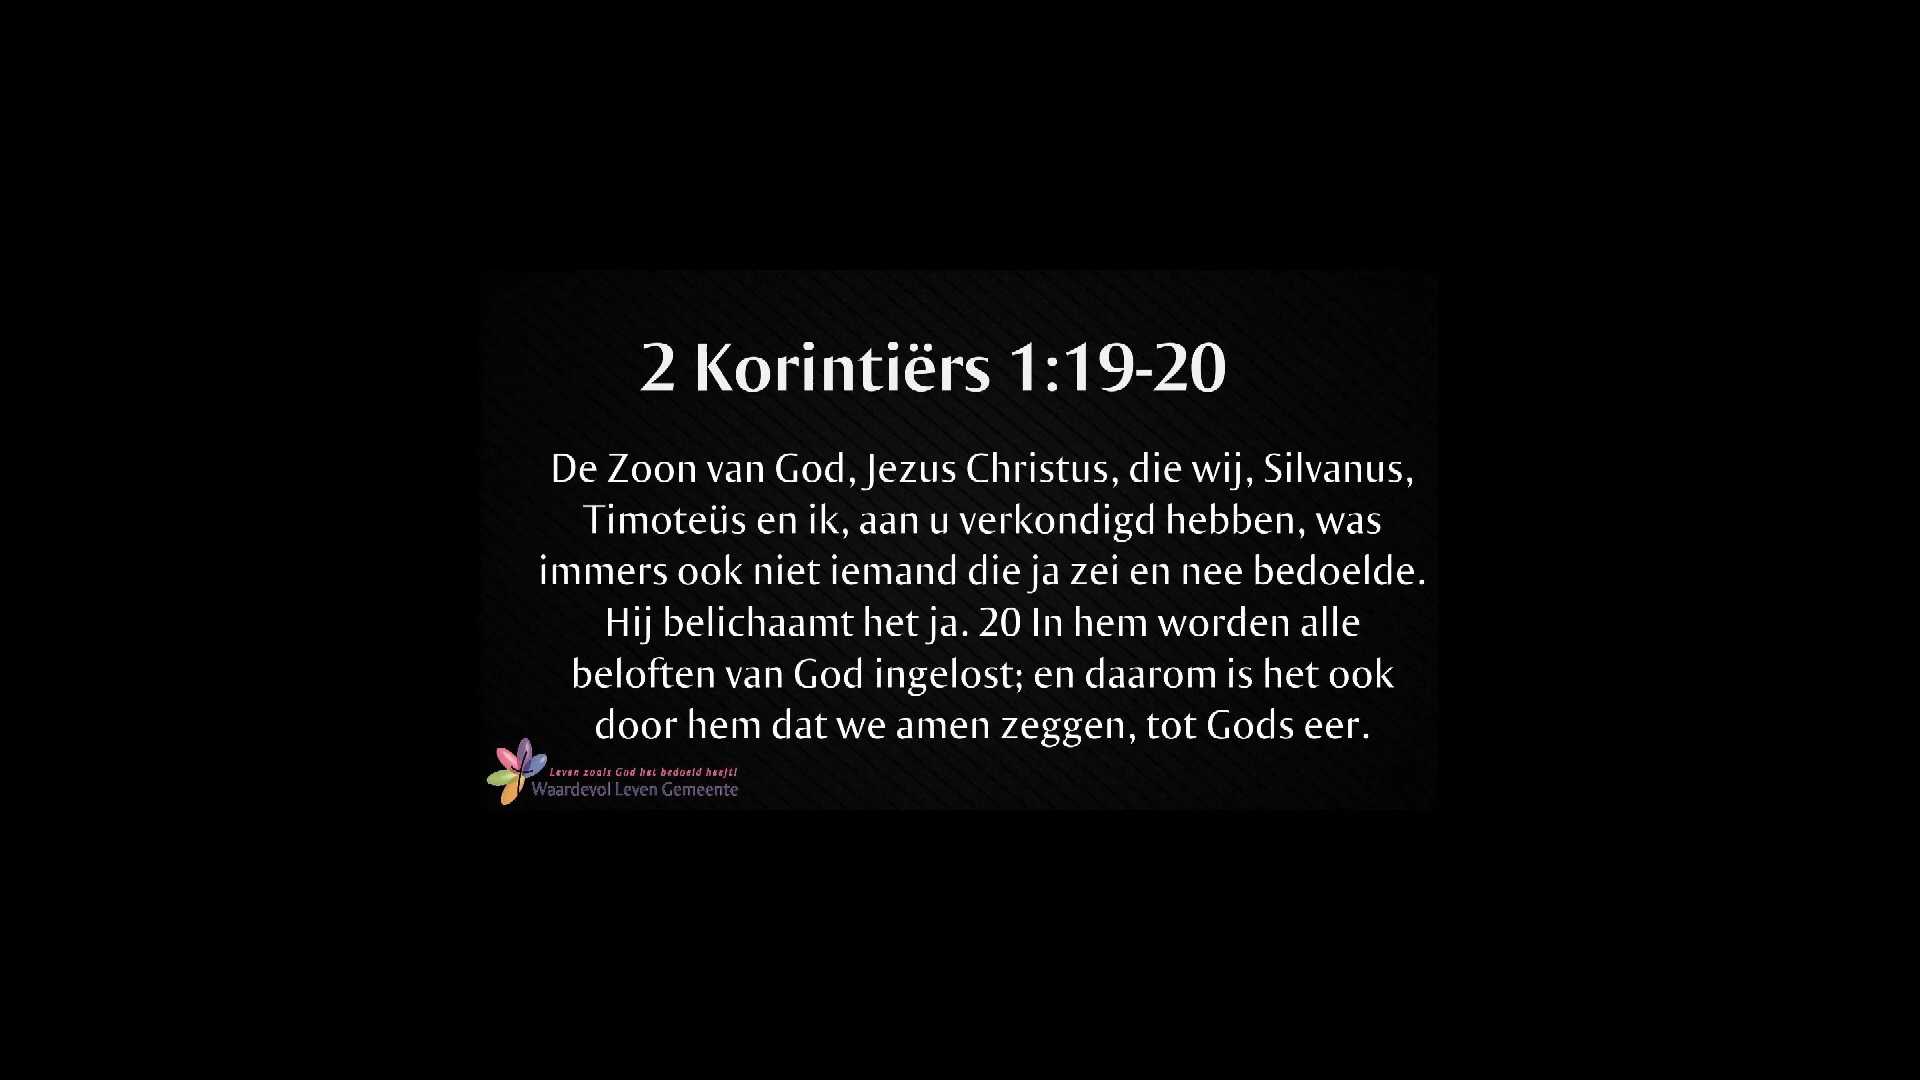 2 Korintiërs 1:19-20
De Zoon van God, Jezus Christus, die wij, Silvanus,
Timoteüs en ik, aan u verkondigd hebben, was
immers ook niet iemand die ja zei en nee bedoelde.
Hij belichaamt het ja. 20 In hem worden alle
beloften van God ingelost; en daarom is het ook
door hem dat we amen zeggen, tot Gods eer.
Leven zoals God het bedoeld heeft!
Waardevol Leven Gemeente